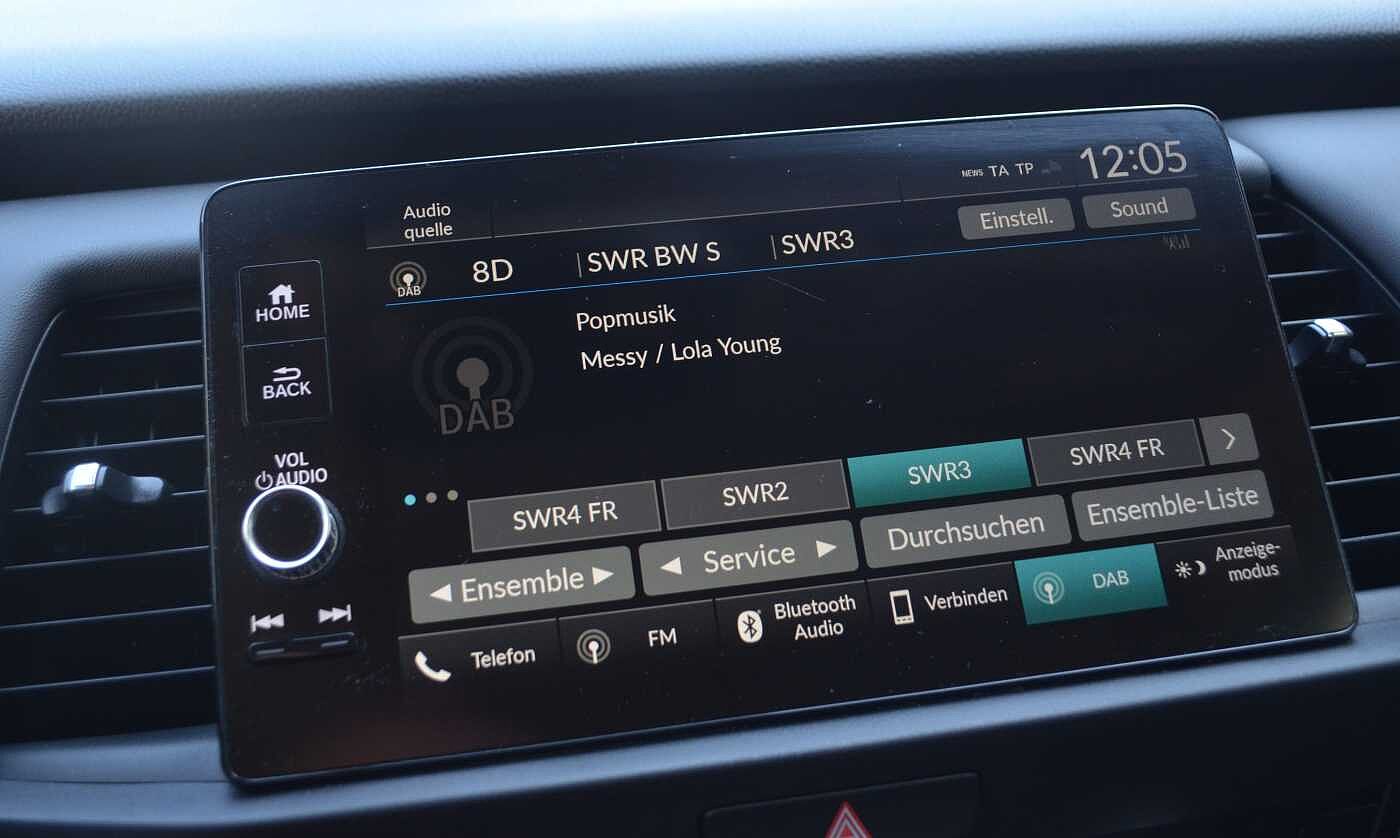 NEWS TA TP 12:05
Audio
quelle
Einstell. Sound
DAB 8D |SWR BW S |SWR3
HOME
BACK
Popmusik
Messy / Lola Young
DAB
VOL
AUDIO
SWR4 FR SWR2 SWR3 SWR4 FR
Ensemble Service Durchsuchen Ensemble-Liste
Telefon FM Bluetooth
Audio Verbinden DAB Anzeige-
modus